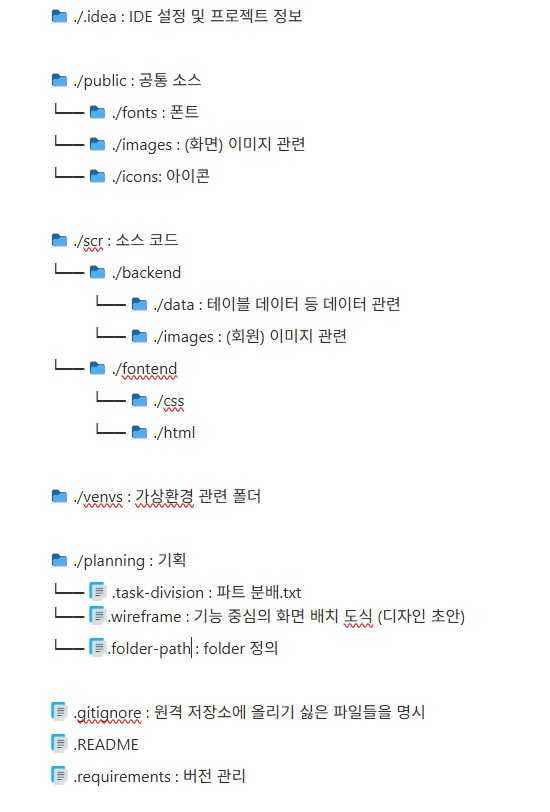 ./.idea : IDE 설정 및 프로젝트 정보
./public : 공통 소스
./fonts : 폰트
./images : (화면) 이미지 관련
./icons: 아이콘
./scr : 소스 코드
./backend
./data : 테이블 데이터 등 데이터 관련
./images : (회원) 이미지 관련
./fontend
./css
./html
./venvs : 가상환경 관련 폴더
./planning : 기획
.task-division : 파트 분배.txt
.wireframe : 기능 중심의 화면 배치 도식 (디자인 초안)
.folder-path : folder 정의
.gitignore : 원격 저장소에 올리기 싫은 파일들을 명시
.README
.requirements : 버전 관리